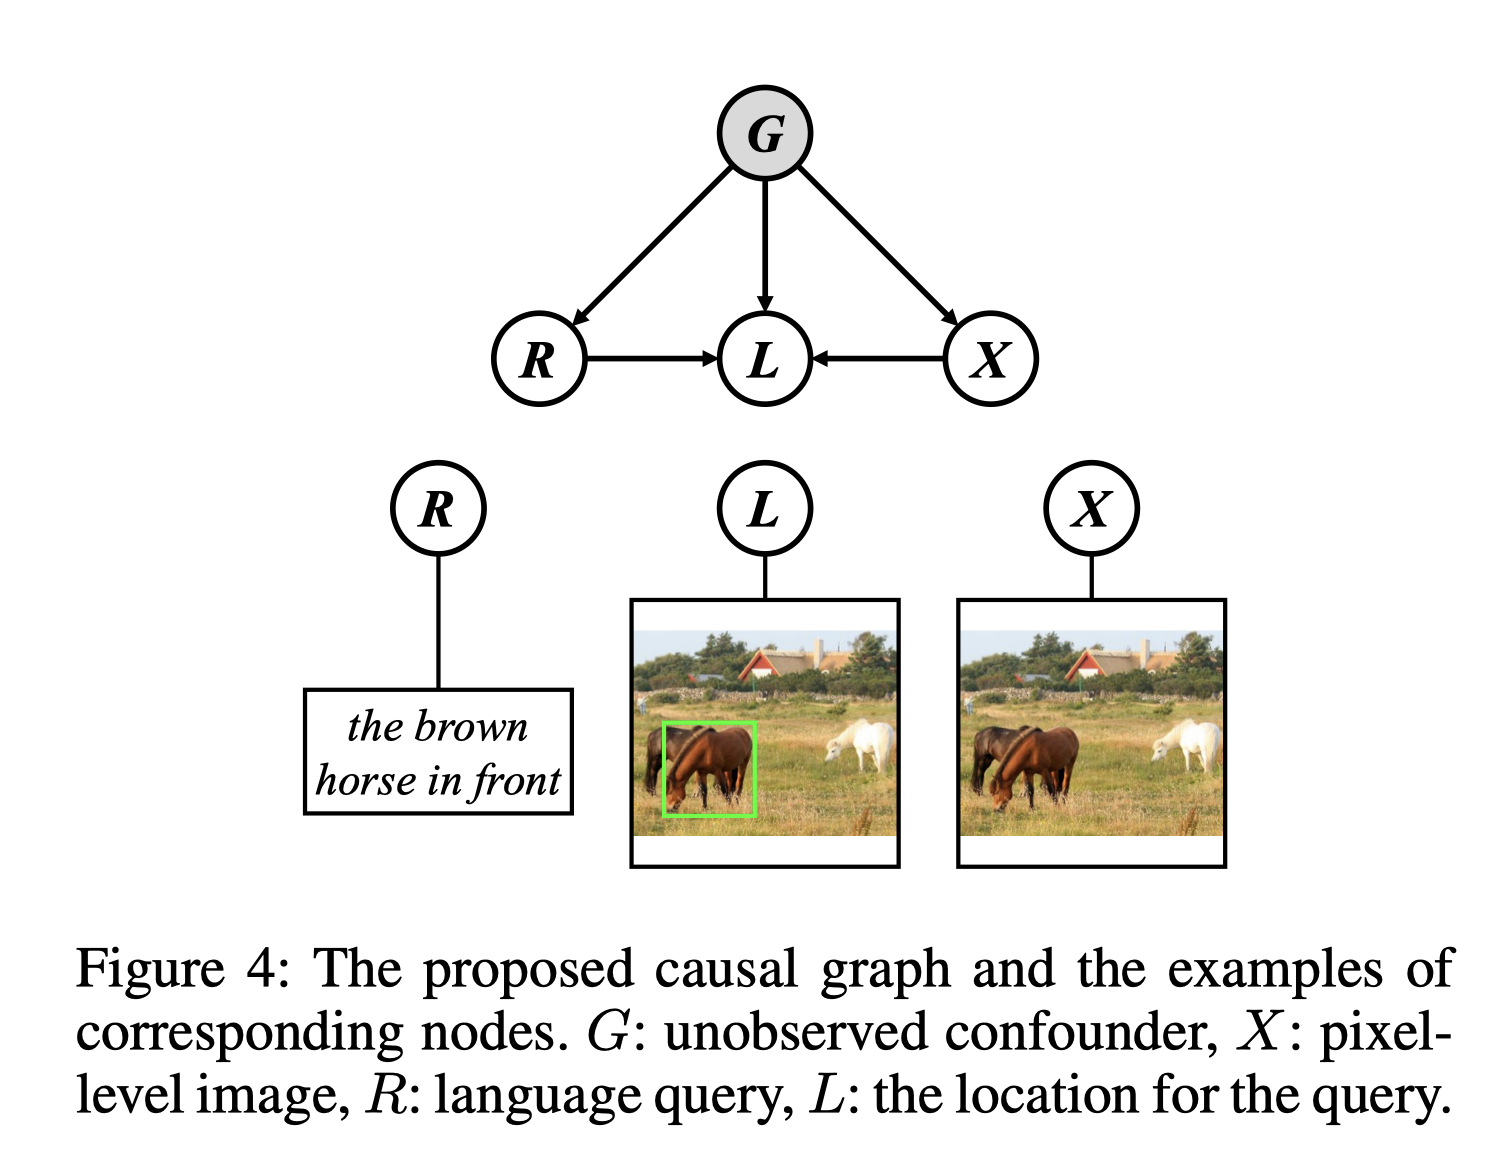 G
R L X
R L X
the brown
horse in front
Figure 4: The proposed causal graph and the examples of
corresponding nodes. G: unobserved confounder, X: pixel-
level image, R: language query, L: the location for the query.